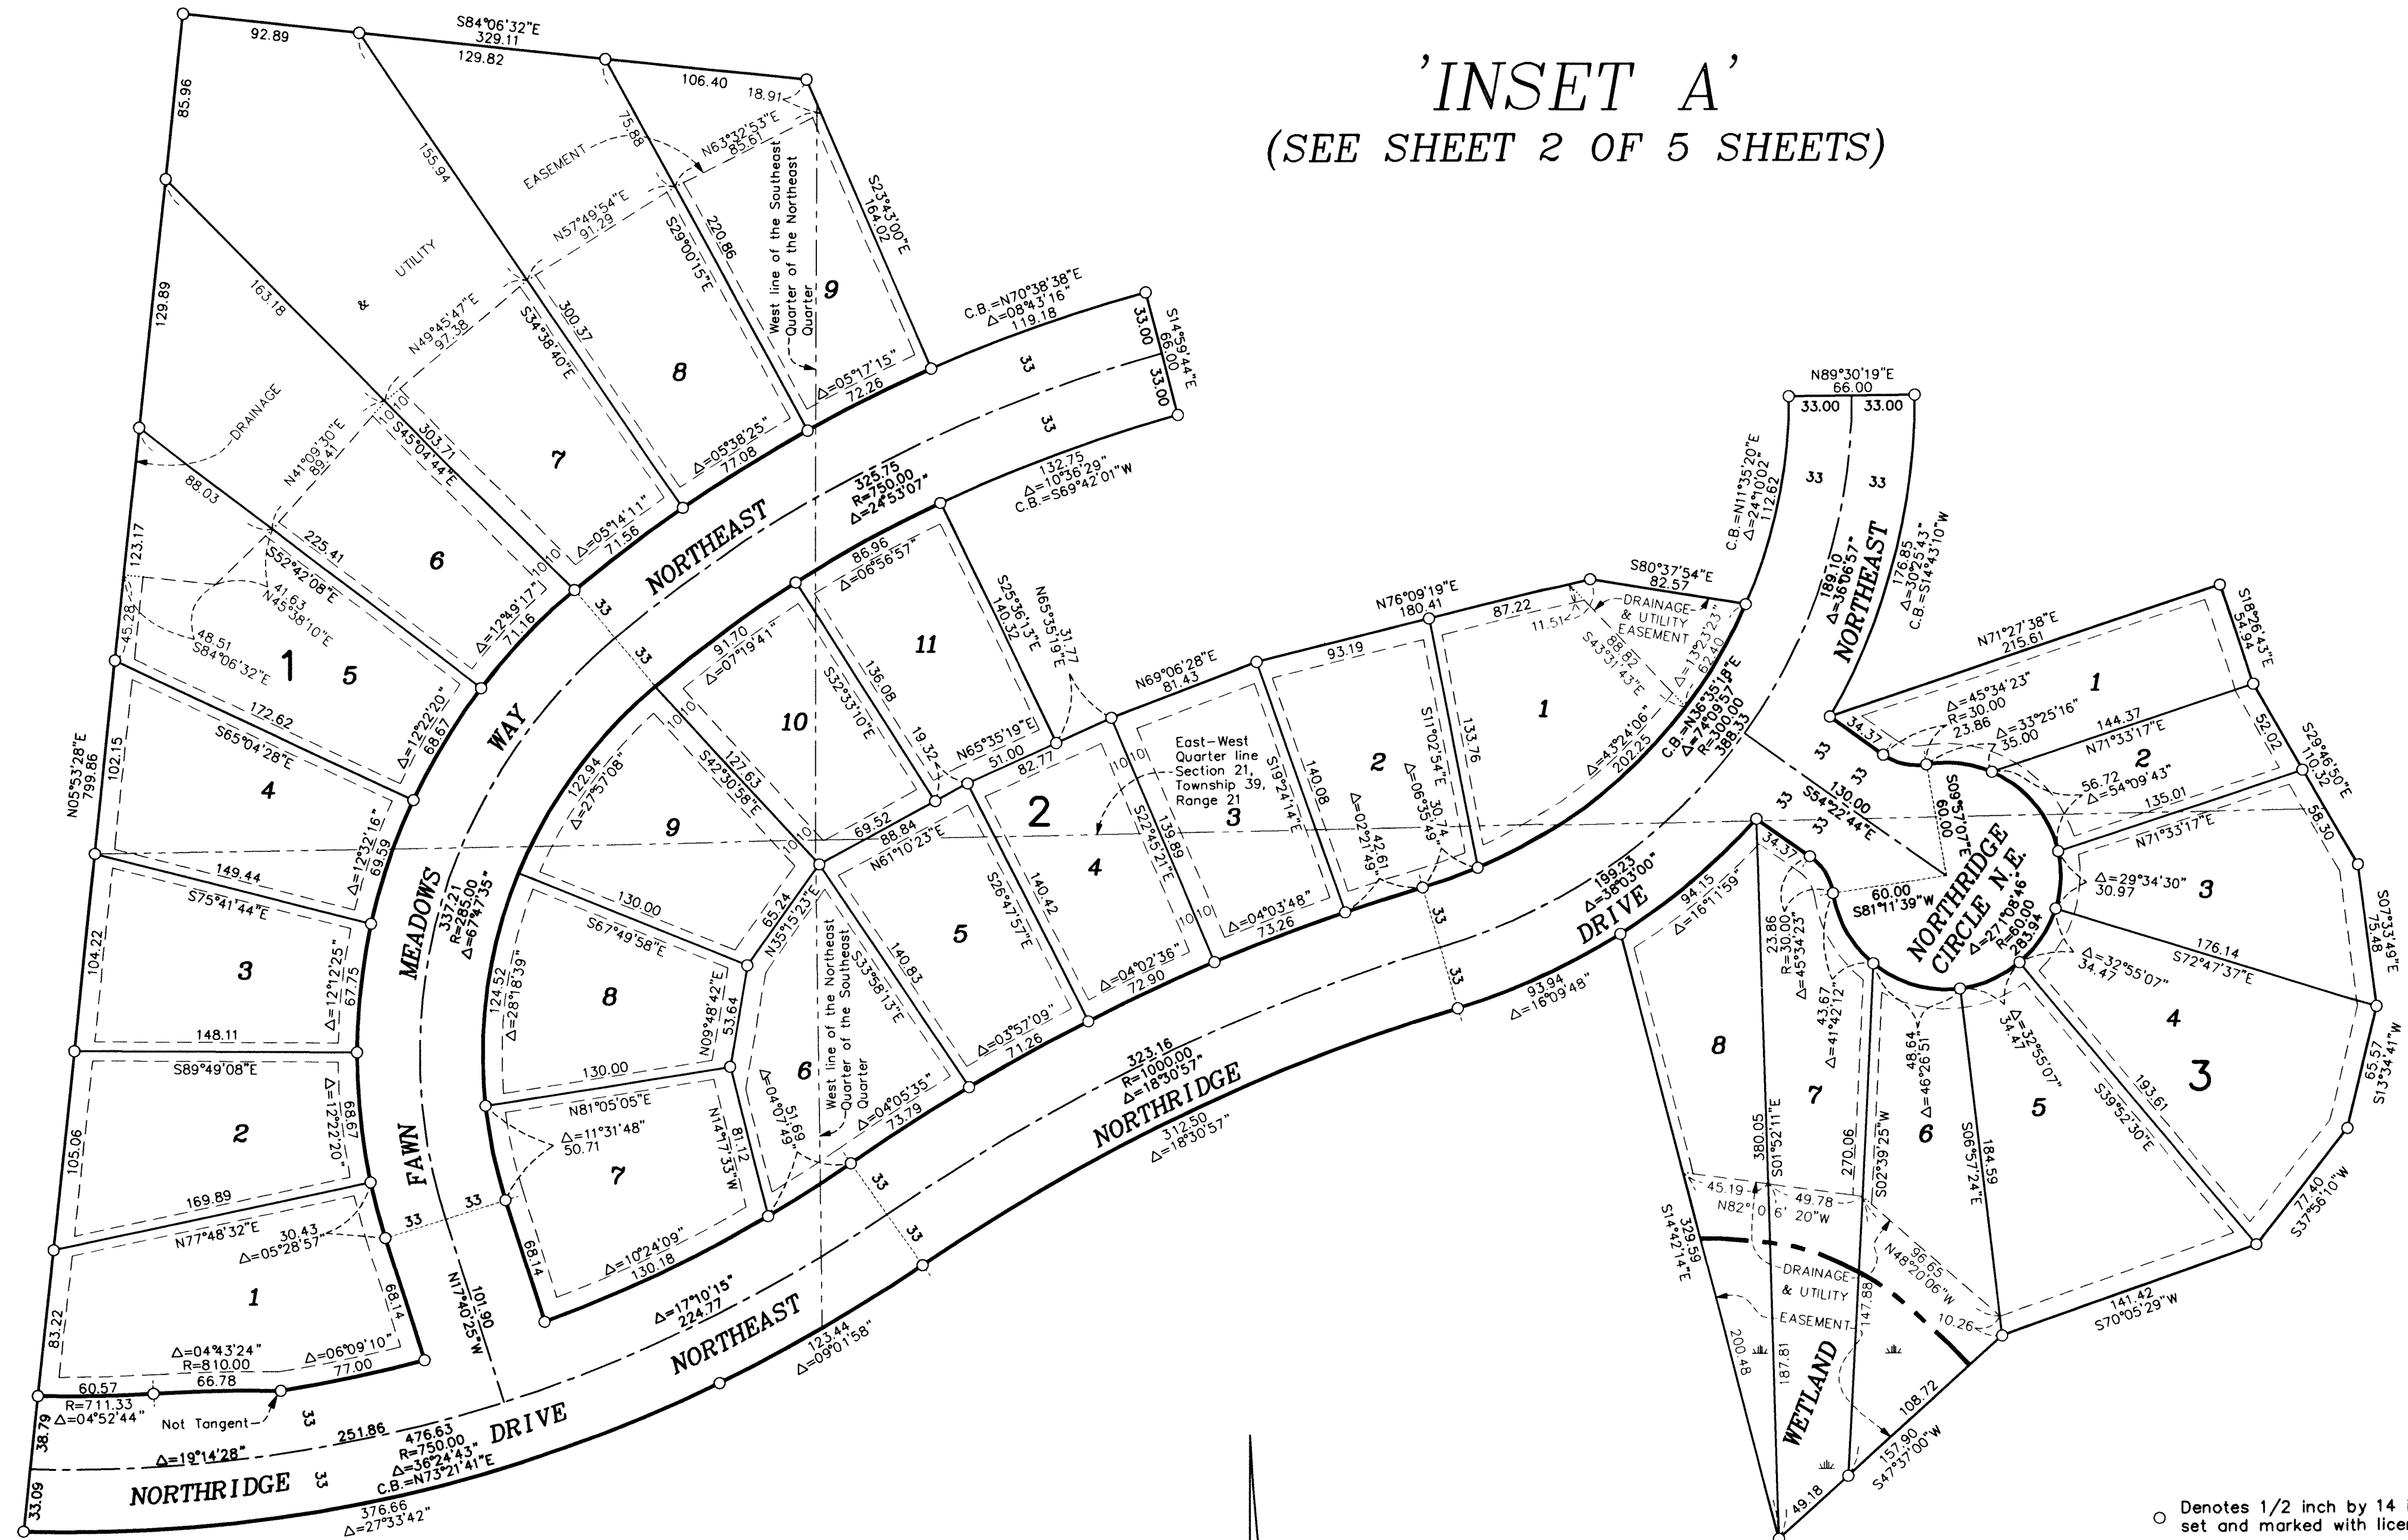 'INSET A'
(SEE SHEET 2 OF 5 SHEETS)
S84°06'32"E
329.11
92.89
129.82
106.40
18.91
85.96
75.88
N63°32'53"E
85.61
EASEMENT
155.94
N57°49'54"E
91.29
West line of the Southeast
Quarter of the Northeast
Quarter
S23°43'00"E
164.02
220.86
S29°00'15"E
9
UTILITY
&
129.89
163.18
N49°45'47"E
97.38
300.37
S34°38'40"E
8
Δ=05°17'15"
72.26
C.B.=N70°38'38"E
Δ=08°43'16"
119.18
33.00
S14°59'44"E
66.00
33.00
33
33
DRAINAGE
10 10
303.71
S45°04'44"E
N41°09'30"E
89.41
7
Δ=05°38'25"
77.08
88.03
325.75
R=750.00
Δ=24°53'07"
132.75
Δ=10°36'29"
C.B.=S69°42'01"W
NORTHEAST
123.17
225.41
S52°42'08"E
6
Δ=05°14'11"
71.56
10 10
41.63
N45°38'10"E
Δ=12°49'17"
71.16
45.28
48.51
S84°06'32"E
1
5
33
33
86.96
Δ=06°56'57"
91.70
Δ=07°19'41"
11
S25°36'13"E
140.32
N65°35'19"E
31.77
136.08
S32°33'10"E
10
19.32
N65°35'19"E
51.00
82.77
WAY
172.62
S65°04'28"E
Δ=12°22'20"
68.67
N05°53'28"E
799.86
102.15
4
10 10
127.63
S42°30'58"E
122.94
Δ=27°57'08"
9
10 10
69.52
88.84
N61°10'23"E
2
149.44
S75°41'44"E
Δ=12°32'16"
69.59
MEADOWS
337.21
R=285.00
Δ=67°47'35"
130.00
S67°49'58"E
65.24
N35°15'23"E
104.22
3
Δ=12°12'25"
67.75
148.11
124.52
Δ=28°18'39"
8
N09°48'42"E
53.64
S89°49'08"E
130.00
N81°05'05"E
105.06
2
Δ=12°22'20"
68.67
169.89
N77°48'32"E
FAWN
Δ=11°31'48"
50.71
7
N14°17'33"W
81.12
6
51.69
Δ=04°07'49"
West line of the Northeast
Quarter of the Southeast
Quarter
S33°58'13"E
140.83
Δ=04°05'35"
73.79
30.43
Δ=05°28'57"
33
33
83.22
1
68.14
101.90
N17°40'25"W
68.14
Δ=10°24'09"
130.18
Δ=04°43'24"
R=810.00
66.78
Δ=06°09'10"
77.00
60.57
R=711.33
Δ=04°52'44"
Not Tangent
38.79
33
Δ=19°14'28"
251.86
476.63
R=750.00
Δ=36°24'43"
C.B.=N73°21'41"E
DRIVE
NORTHRIDGE
33
33.09
376.66
Δ=27°33'42"
Δ=17°10'15"
224.77
NORTHEAST
123.44
Δ=09°01'58"
33
33
323.16
R=1000.00
Δ=18°30'57"
NORTHRIDGE
312.50
Δ=18°30'57"
5
S26°47'57"E
140.42
Δ=03°57'09"
71.26
N69°06'28"E
81.43
10 10
East-West
Quarter line
Section 21,
Township 39,
Range 21
4
S22°45'21"E
139.89
3
10 10
Δ=04°02'36"
72.90
S19°24'14"E
140.08
Δ=04°03'48"
73.26
N76°09'19"E
180.41
93.19
87.22
2
S11°02'54"E
133.76
Δ=02°21'49"
42.61
Δ=06°35'49"
30.74
1
S80°37'54"E
82.57
DRAINAGE
& UTILITY
EASEMENT
11.51
88.82
S43°31'43"E
Δ=13°23'23"
62.40
Δ=43°24'06"
202.25
C.B.=N36°35'18"E
Δ=74°09'57"
R=300.00
388.33
N89°30'19"E
66.00
33.00
33.00
33
33
C.B.=N11°35'20"E
Δ=24°10'02"
112.62
189.10
Δ=36°06'57"
NORTHEAST
176.85
Δ=30°25'43"
C.B.=S14°43'10"W
33
33
33
130.00
S54°22'44"E
33
33
199.23
Δ=38°03'00"
DRIVE
94.15
Δ=16°11'59"
93.94
Δ=16°09'48"
N71°27'38"E
215.61
S18°26'43"E
54.94
Δ=45°34'23"
R=30.00
23.86
Δ=33°25'16"
35.00
34.37
1
144.37
N71°33'17"E
2
52.02
S29°46'50"E
110.32
56.72
Δ=54°09'43"
135.01
N71°33'17"E
58.30
S09°57'07"E
60.00
NORTHRIDGE
CIRCLE N.E.
Δ=271°08'46"
R=60.00
283.94
34.37
60.00
S81°11'39"W
Δ=29°34'30"
30.97
3
S07°33'49"E
75.48
176.14
S72°47'37"E
Δ=32°55'07"
34.47
4
3
193.61
S39°52'30"E
65.57
S13°34'41"W
77.40
S37°56'10"W
23.86
R=30.00
Δ=45°34'23"
43.67
Δ=41°42'12"
48.64
Δ=46°26'51"
Δ=32°55'07"
34.47
8
7
6
5
380.05
S01°52'11"E
270.06
S02°39'25"W
184.59
S06°57'24"E
45.19
49.78
N82°06'20"W
329.59
S14°42'14"E
96.65
N48°20'06"W
DRAINAGE
& UTILITY
EASEMENT
10.26
141.42
S70°05'29"W
200.48
187.81
147.88
WETLAND
108.72
157.90
S47°37'00"W
49.18
Denotes 1/2 inch by 14
set and marked with